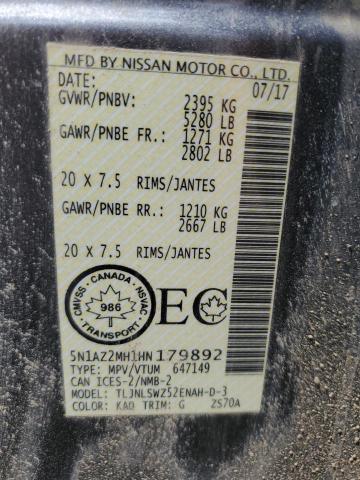 MFD BY NISSAN MOTOR CO., LTD.
DATE: 07/17
GVWR/PNBV: 2395 KG
5280 LB
GAWR/PNBE FR.: 1271 KG
2802 LB
20 X 7.5 RIMS/JANTES
GAWR/PNBE RR.: 1210 KG
2667 LB
20 X 7.5 RIMS/JANTES
CMVSS · CANADA · NSVAC
986
TRANSPORT
EC
5N1AZ2MH1HN179892
TYPE: MPV/VTUM 647149
CAN ICES-2/NMB-2
MODEL: TLJNLSWZ52ENAH-D-3
COLOR: KAD TRIM: G ZS70A